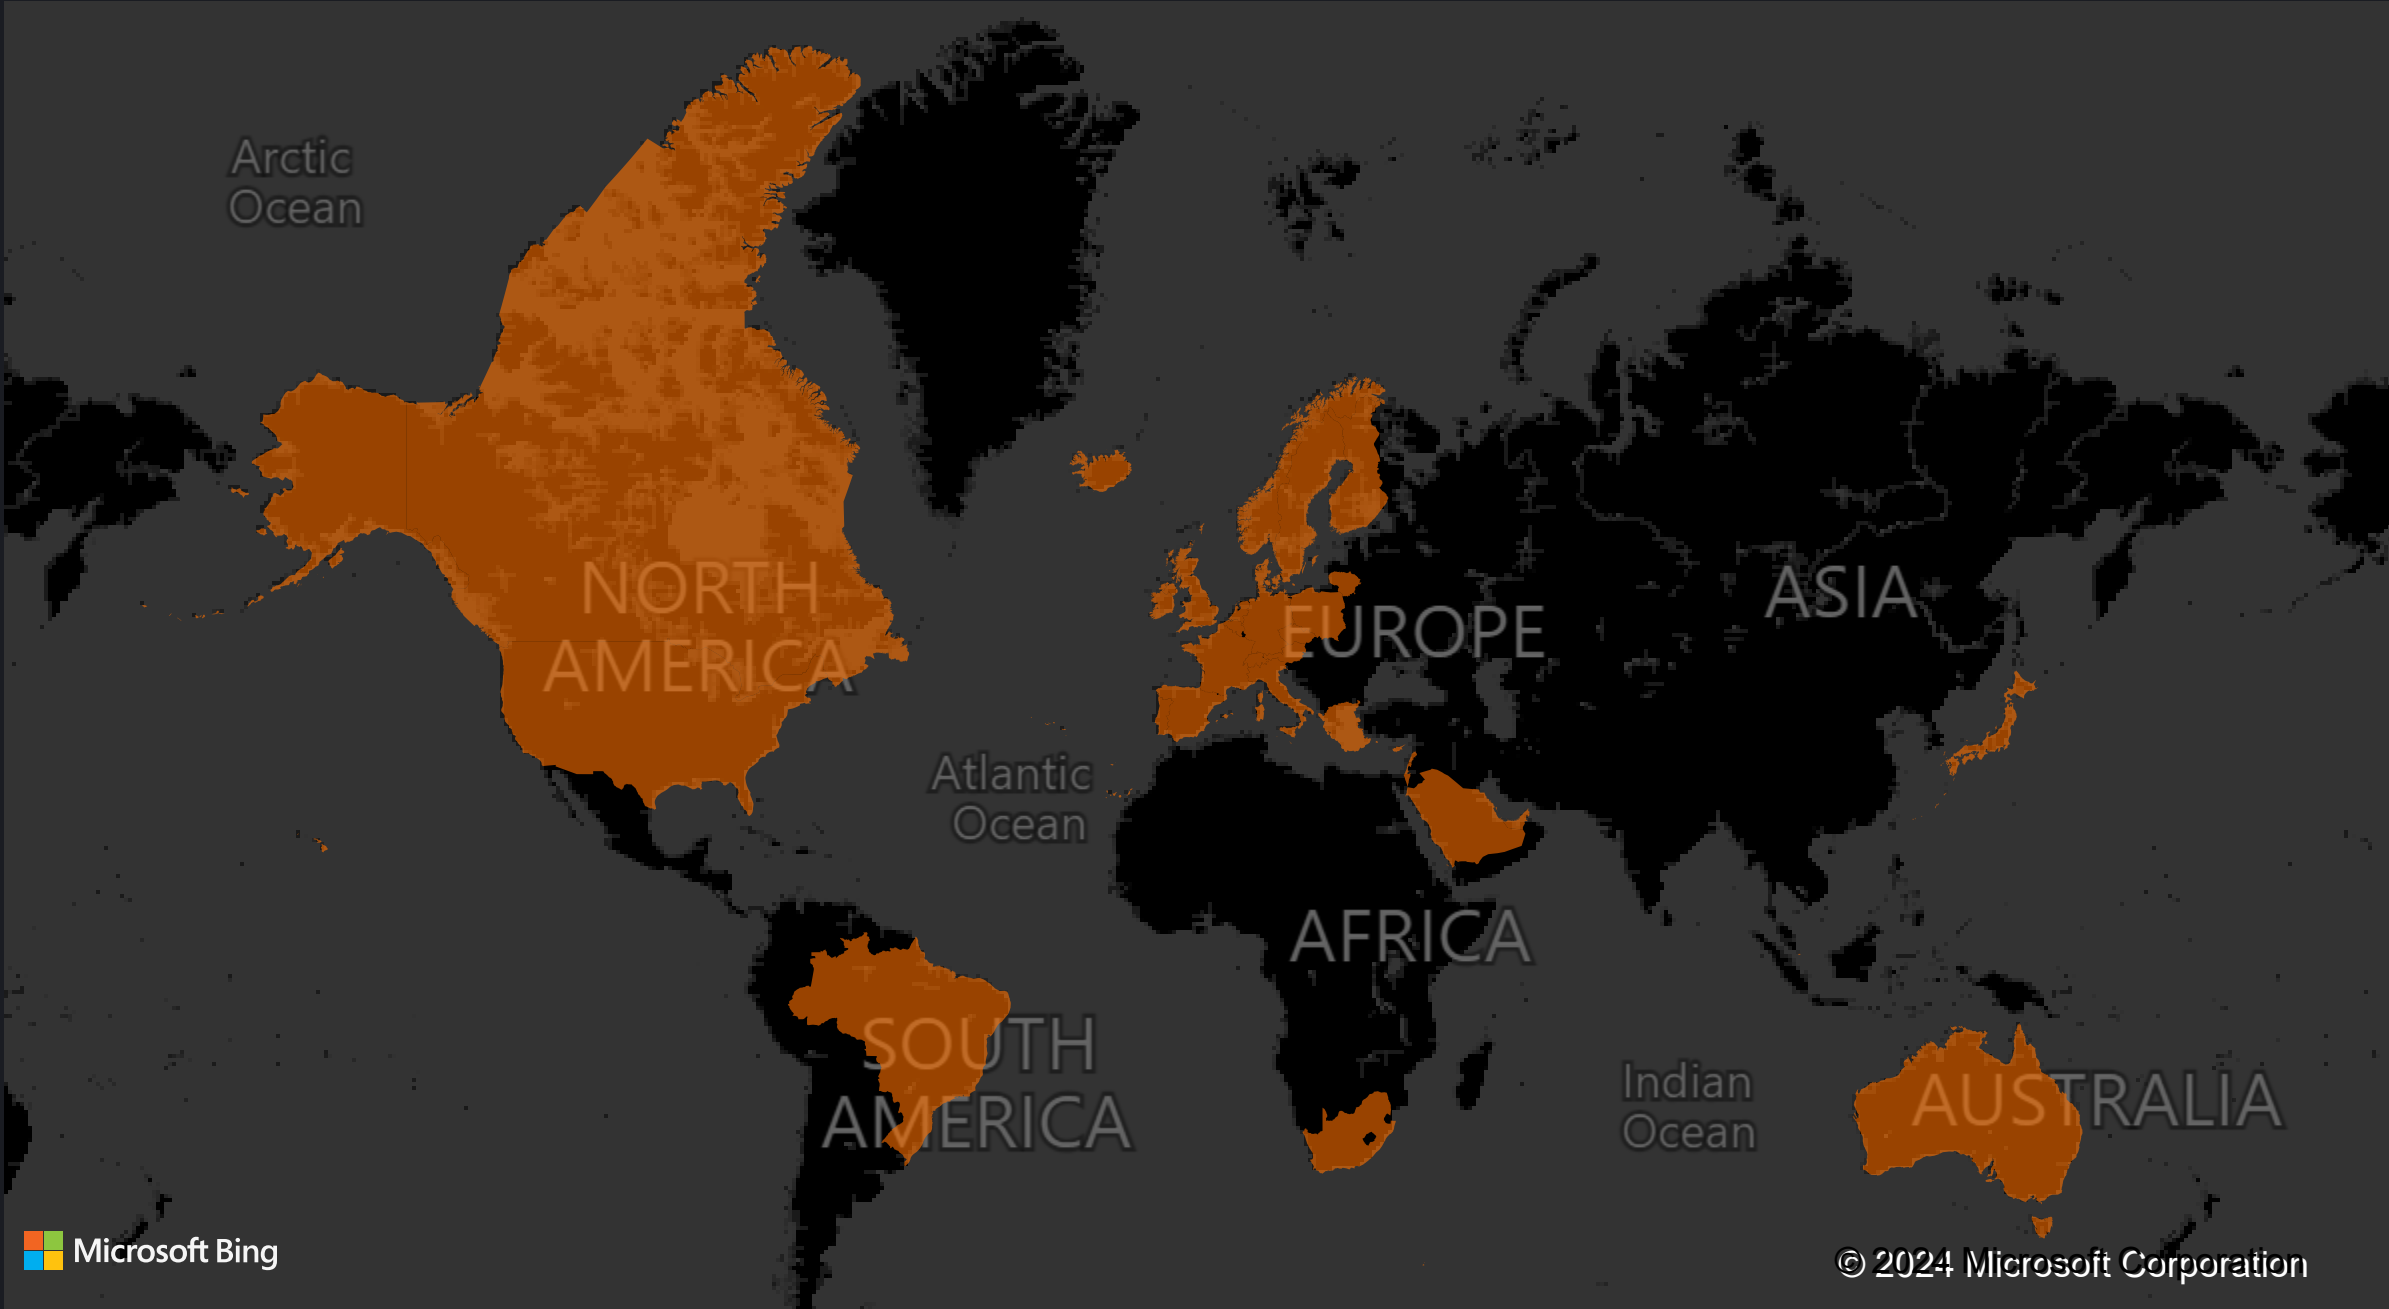 Arctic
Ocean
NORTH
AMERICA
EUROPE
ASIA
Atlantic
Ocean
AFRICA
SOUTH
AMERICA
Indian
Ocean
AUSTRALIA
Microsoft Bing
© 2024 Microsoft Corporation